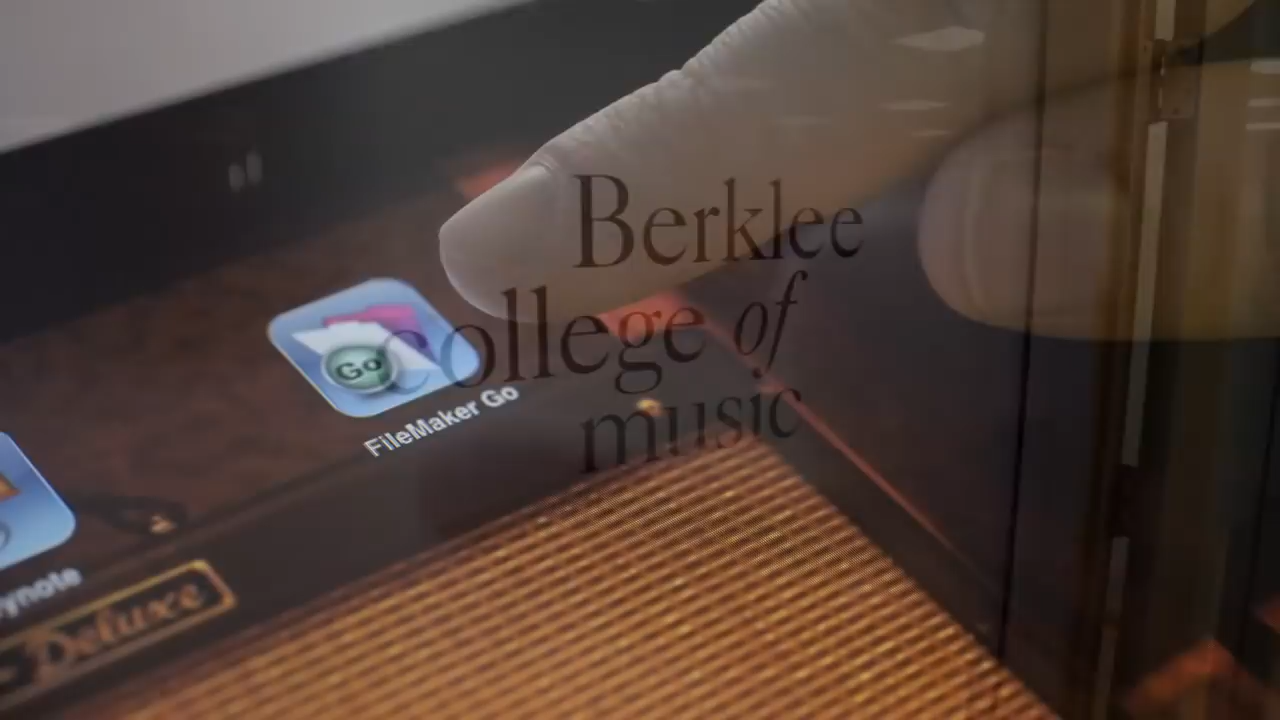 Berklee
college of
music
Go
FileMaker Go
Deluxe